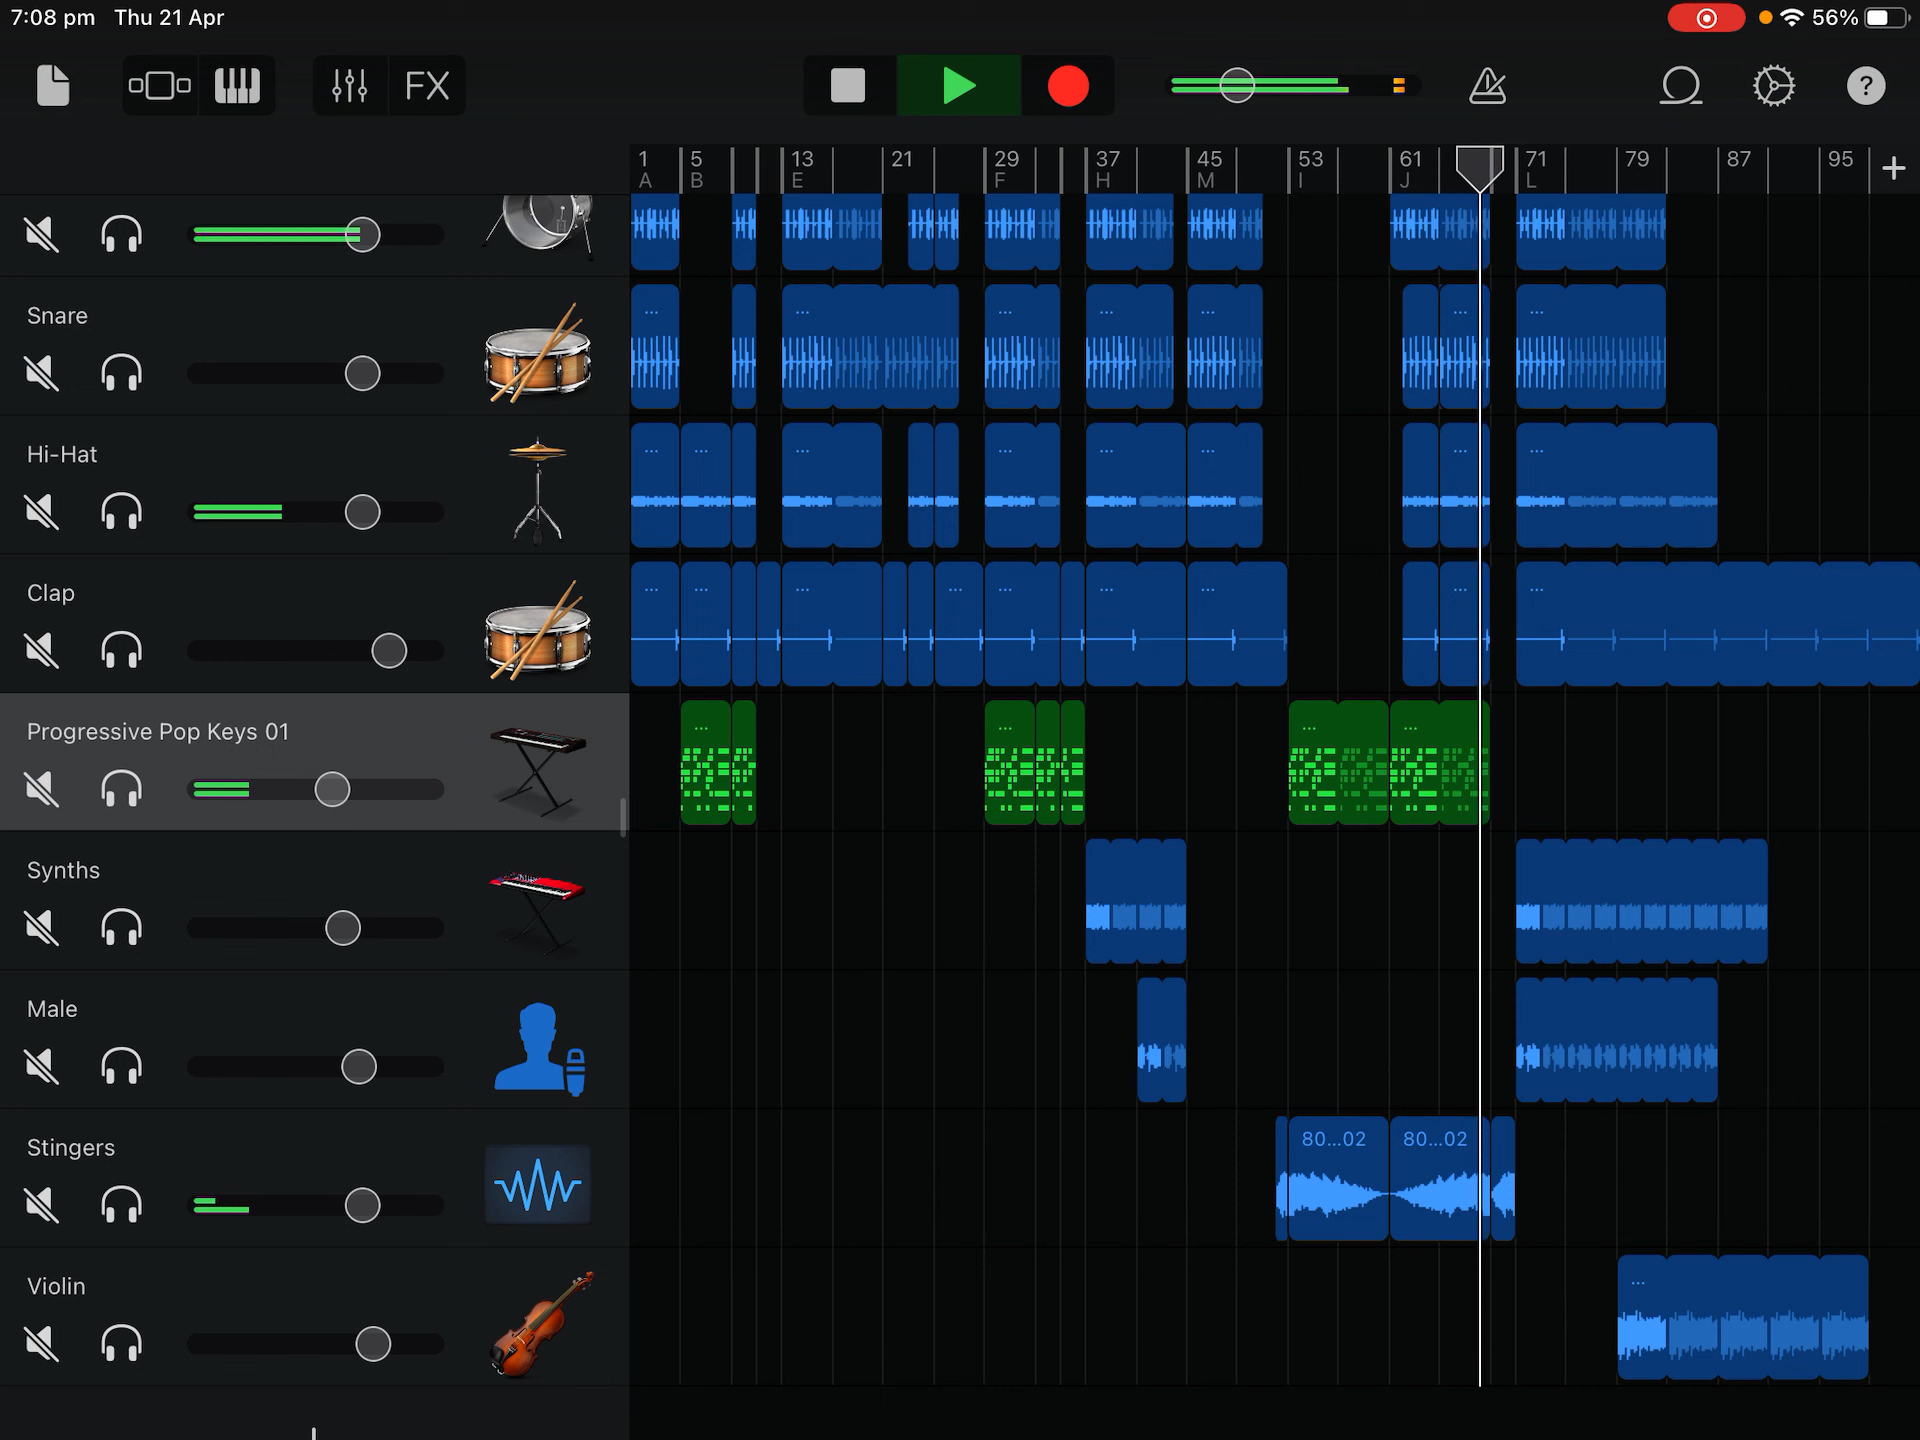 7:08 pm Thu 21 Apr 56%
FX ?
1 5 13 21 29 37 45 53 61 71 79 87 95 +
A B E F H M I J L
Snare
...
...
...
...
...
...
...
Hi-Hat
...
...
...
...
...
...
...
...
Clap
...
...
...
...
...
...
...
...
...
Progressive Pop Keys 01
...
...
...
...
Synths
Male
Stingers
80...02 80...02
Violin
...